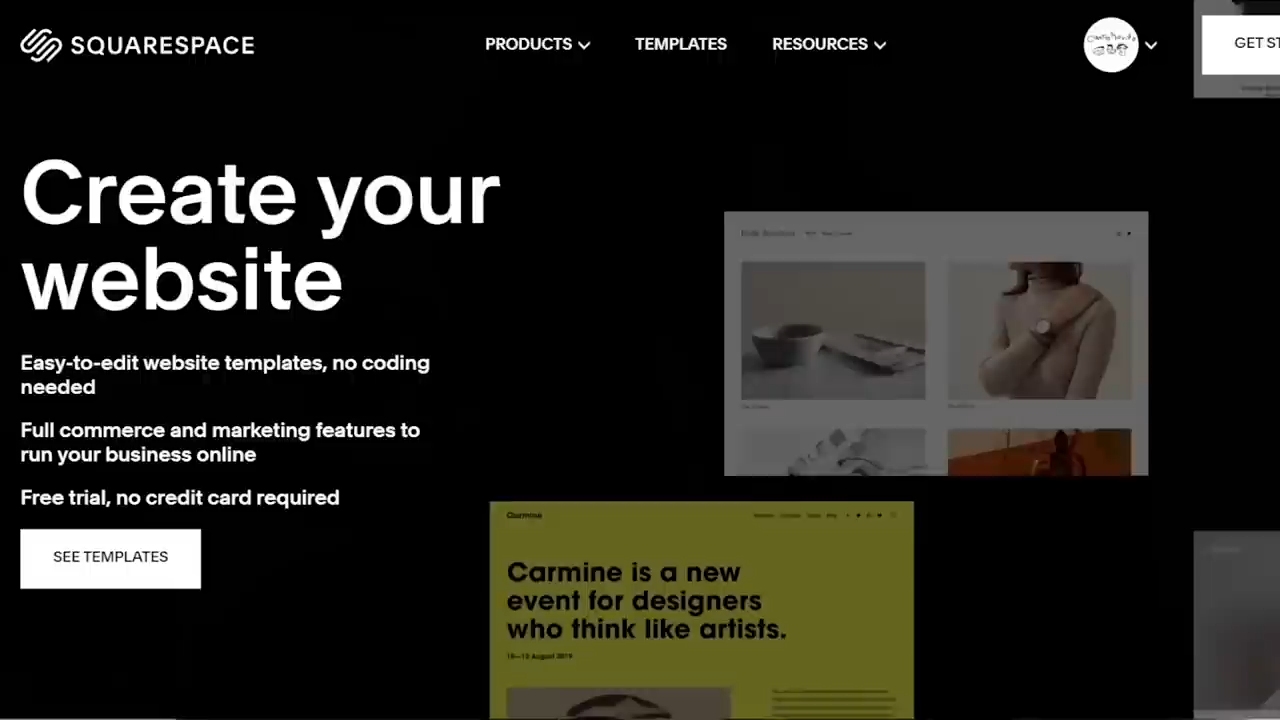 SQUARESPACE
PRODUCTS
TEMPLATES
RESOURCES
GET ST
Create your
website
Easy-to-edit website templates, no coding
needed
Full commerce and marketing features to
run your business online
Free trial, no credit card required
SEE TEMPLATES
Carmine
Carmine is a new
event for designers
who think like artists.